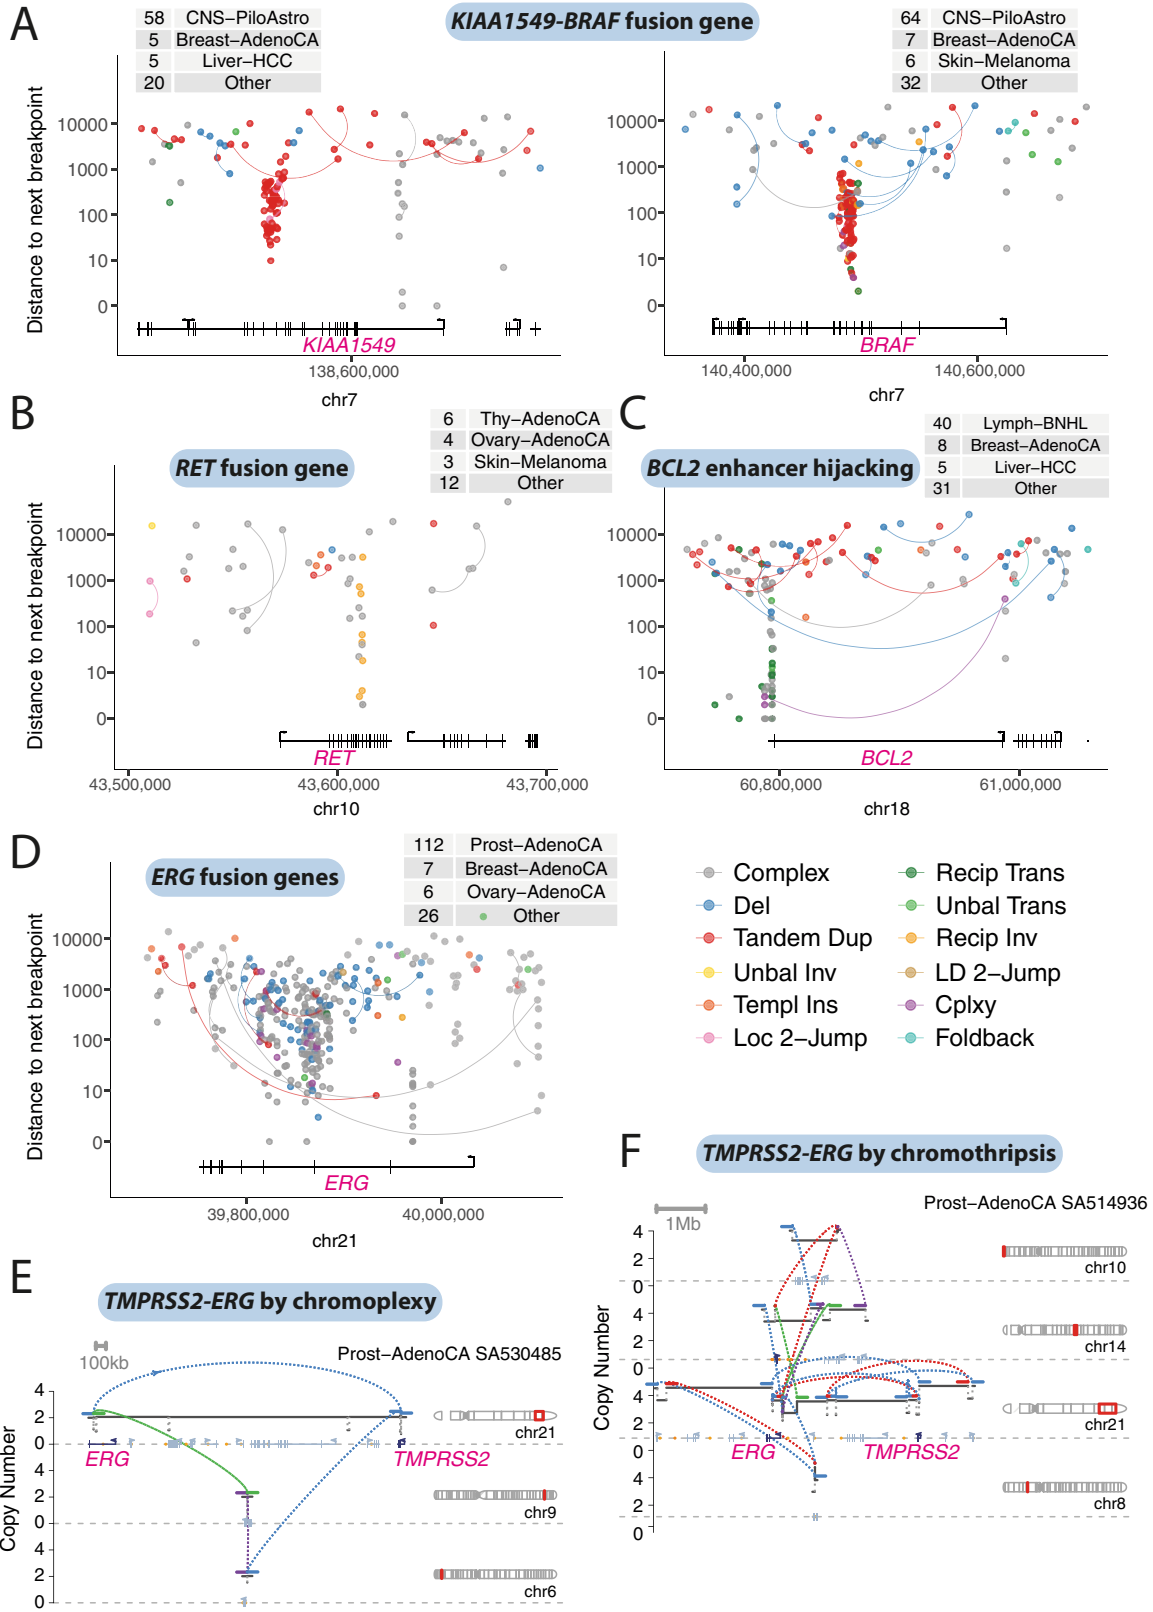 A
KIAA1549-BRAF fusion gene
58 CNS−PiloAstro
5 Breast−AdenoCA
5 Liver−HCC
20 Other
64 CNS−PiloAstro
7 Breast−AdenoCA
6 Skin−Melanoma
32 Other
Distance to next breakpoint
10000
1000
100
10
0
KIAA1549
138,600,000
chr7
10000
1000
100
10
0
BRAF
140,400,000
140,600,000
chr7
B
RET fusion gene
6 Thy−AdenoCA
4 Ovary−AdenoCA
3 Skin−Melanoma
12 Other
Distance to next breakpoint
10000
1000
100
10
0
RET
43,500,000
43,600,000
43,700,000
chr10
C
BCL2 enhancer hijacking
40 Lymph−BNHL
8 Breast−AdenoCA
5 Liver−HCC
31 Other
10000
1000
100
10
0
BCL2
60,800,000
61,000,000
chr18
D
ERG fusion genes
112 Prost−AdenoCA
7 Breast−AdenoCA
6 Ovary−AdenoCA
26 Other
Distance to next breakpoint
10000
1000
100
10
0
ERG
39,800,000
40,000,000
chr21
Complex
Del
Tandem Dup
Unbal Inv
Templ Ins
Loc 2−Jump
Recip Trans
Unbal Trans
Recip Inv
LD 2−Jump
Cplxy
Foldback
E
TMPRSS2-ERG by chromoplexy
100kb
Prost−AdenoCA SA530485
Copy Number
4
2
0
ERG
TMPRSS2
chr21
4
2
0
chr9
4
2
0
chr6
F
TMPRSS2-ERG by chromothripsis
Prost−AdenoCA SA514936
1Mb
Copy Number
4
2
0
chr10
4
2
0
chr14
4
2
0
ERG
TMPRSS2
chr21
4
2
0
chr8